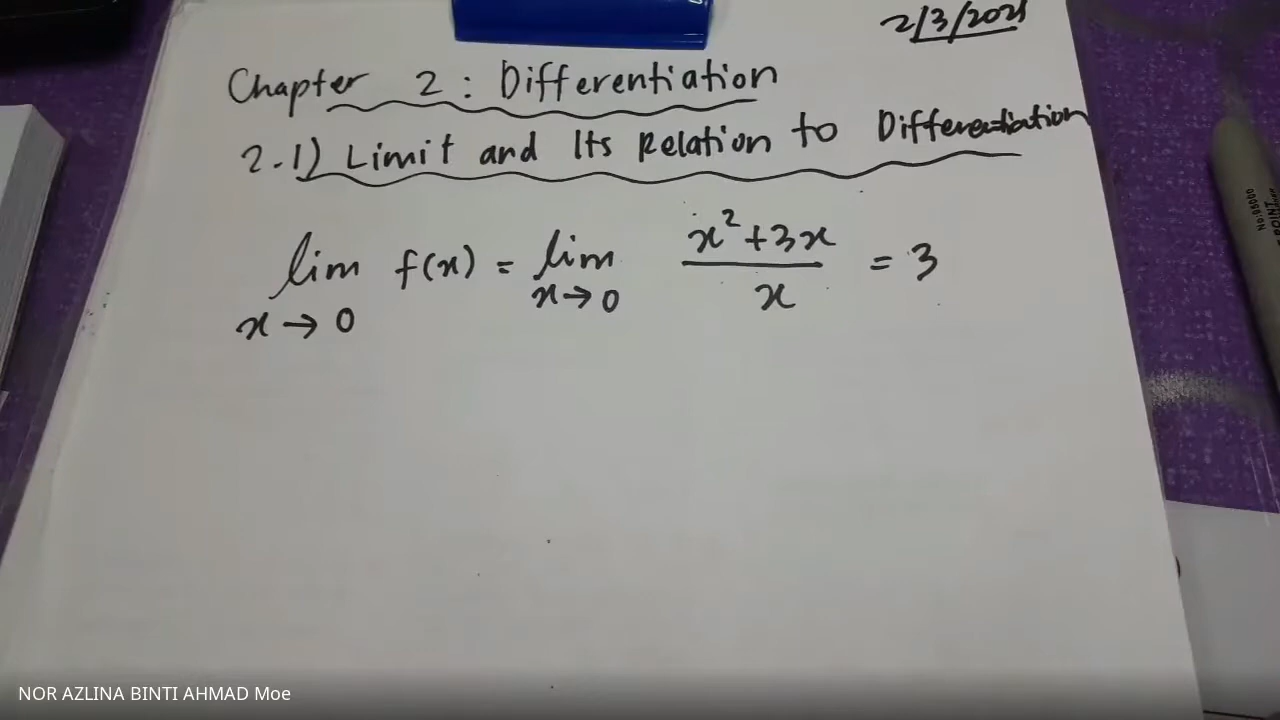 2/3/2021
Chapter 2 : Differentiation
2.1) Limit and Its Relation to Differentiation
lim f(x) = lim x²+3x = 3
x → 0 x → 0 x
NOR AZLINA BINTI AHMAD Moe